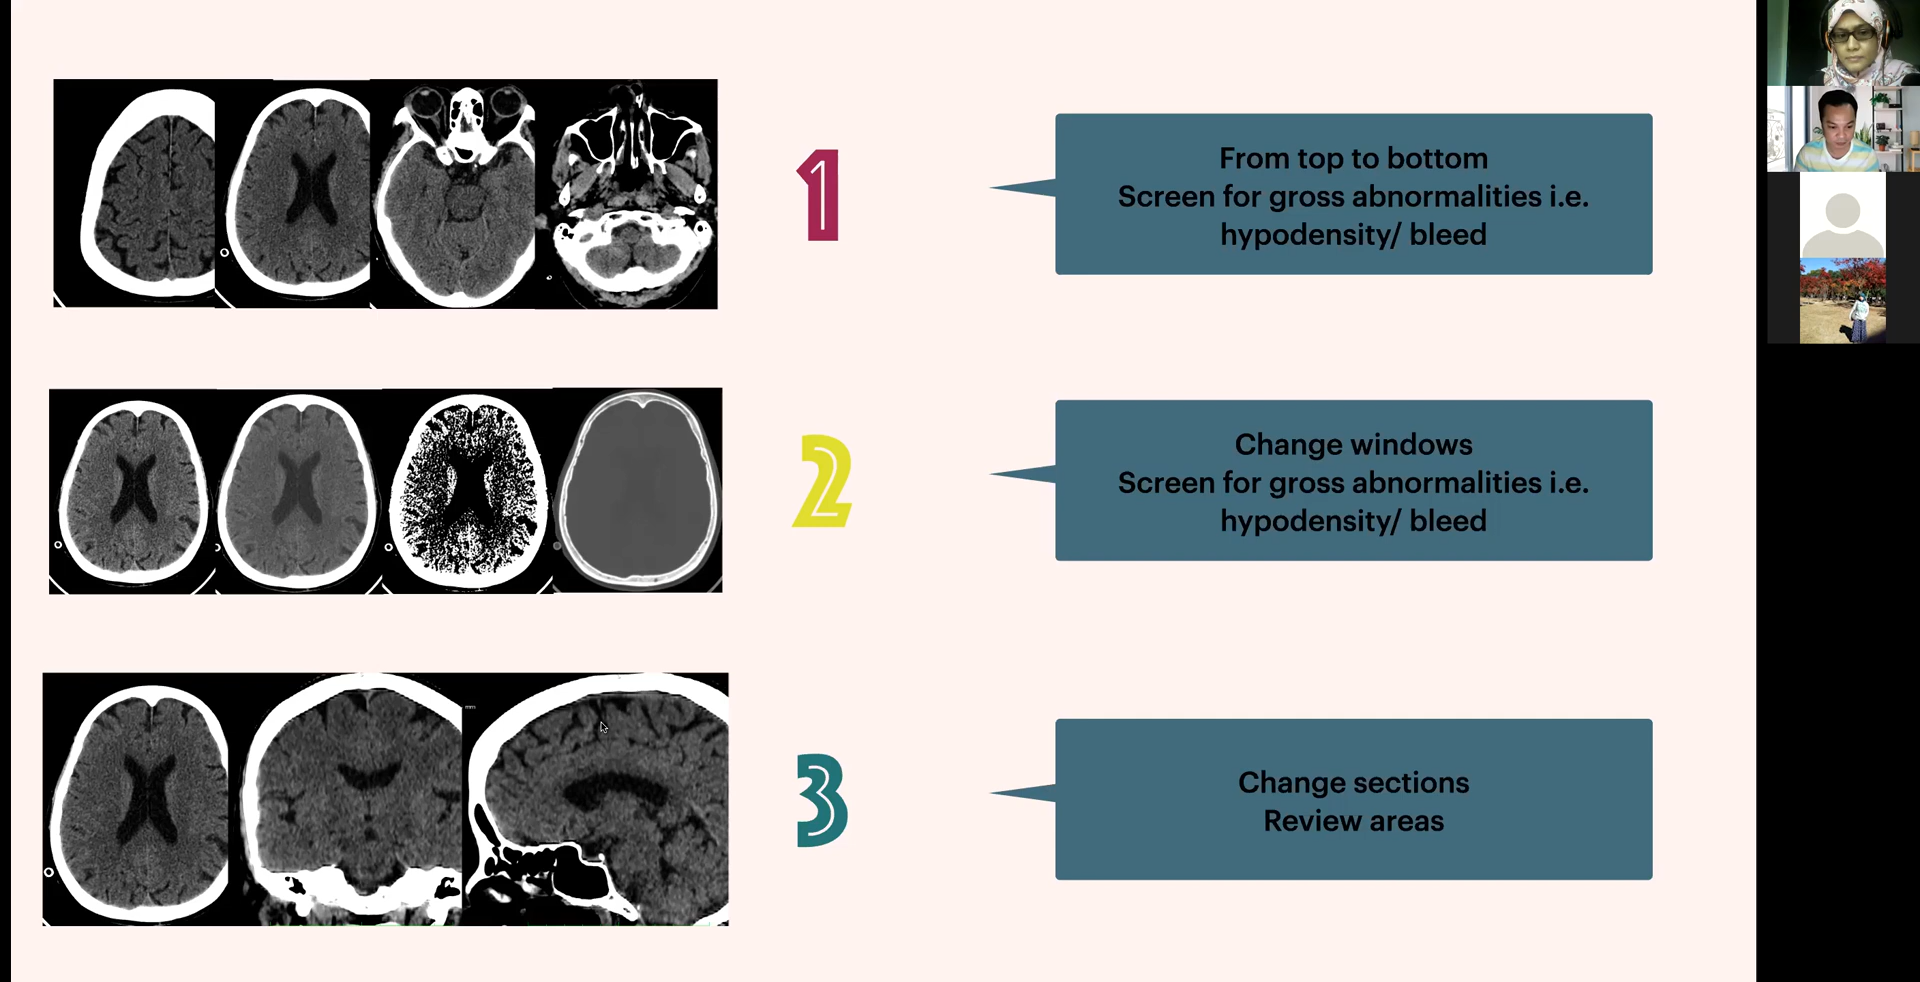 1
From top to bottom
Screen for gross abnormalities i.e.
hypodensity/ bleed
2
Change windows
Screen for gross abnormalities i.e.
hypodensity/ bleed
mm
3
Change sections
Review areas